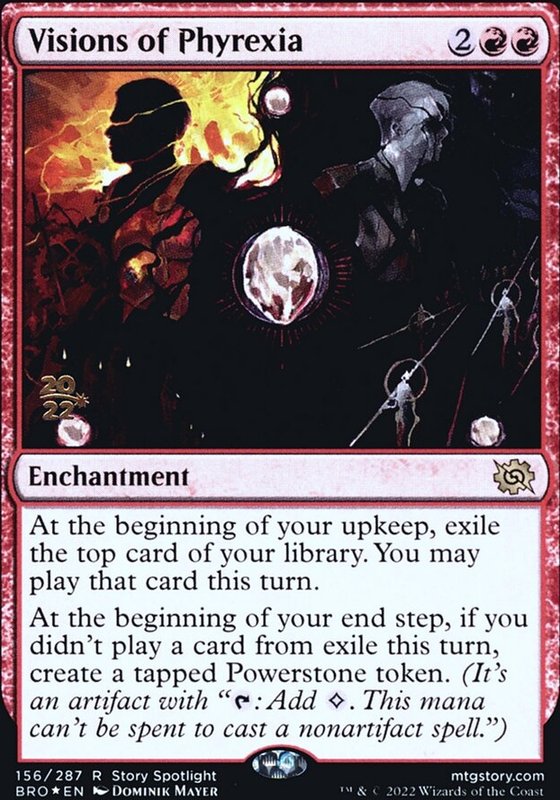 Visions of Phyrexia 2
20
22
Enchantment
At the beginning of your upkeep, exile
the top card of your library. You may
play that card this turn.
At the beginning of your end step, if you
didn't play a card from exile this turn,
create a tapped Powerstone token. (It's
an artifact with “: Add . This mana
can't be spent to cast a nonartifact spell.”)
156/287 R Story Spotlight mtgstory.com
BRO★EN Dominik Mayer ™ & © 2022 Wizards of the Coast